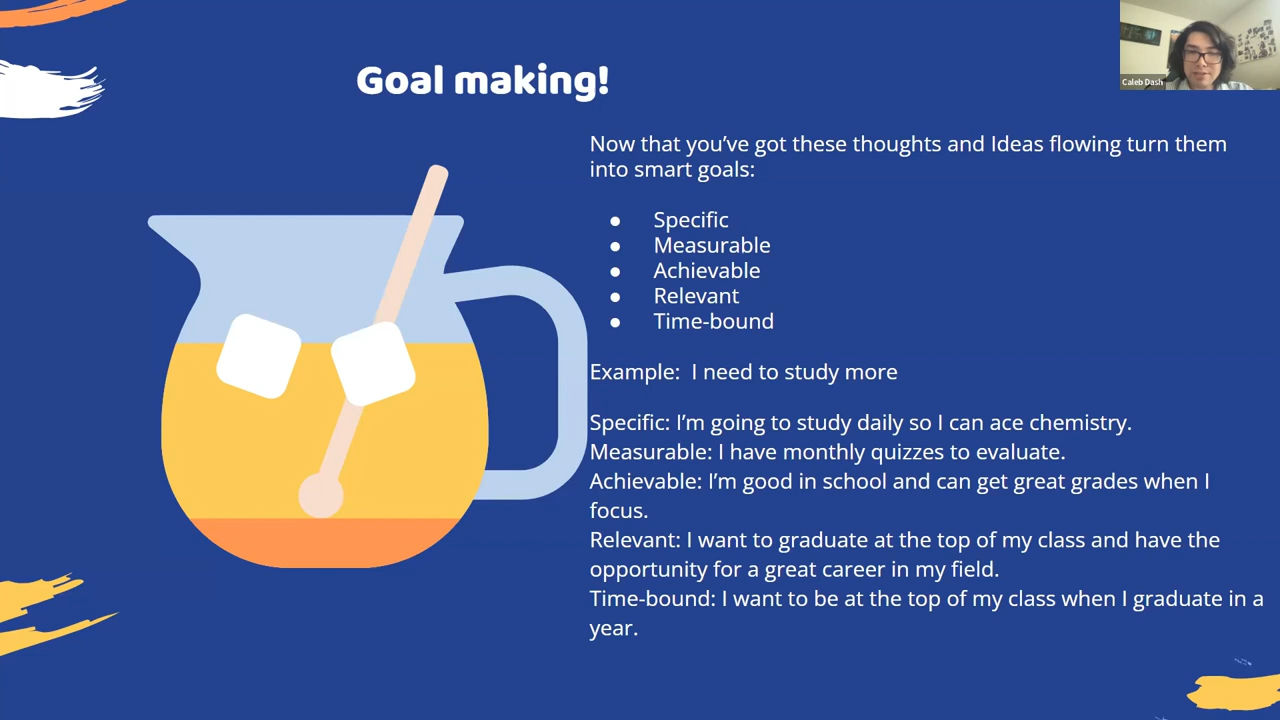 Goal making!
Caleb Dash
Now that you've got these thoughts and Ideas flowing turn them
into smart goals:
● Specific
● Measurable
● Achievable
● Relevant
● Time-bound
Example:  I need to study more
Specific: I'm going to study daily so I can ace chemistry.
Measurable: I have monthly quizzes to evaluate.
Achievable: I'm good in school and can get great grades when I
focus.
Relevant: I want to graduate at the top of my class and have the
opportunity for a great career in my field.
Time-bound: I want to be at the top of my class when I graduate in a
year.